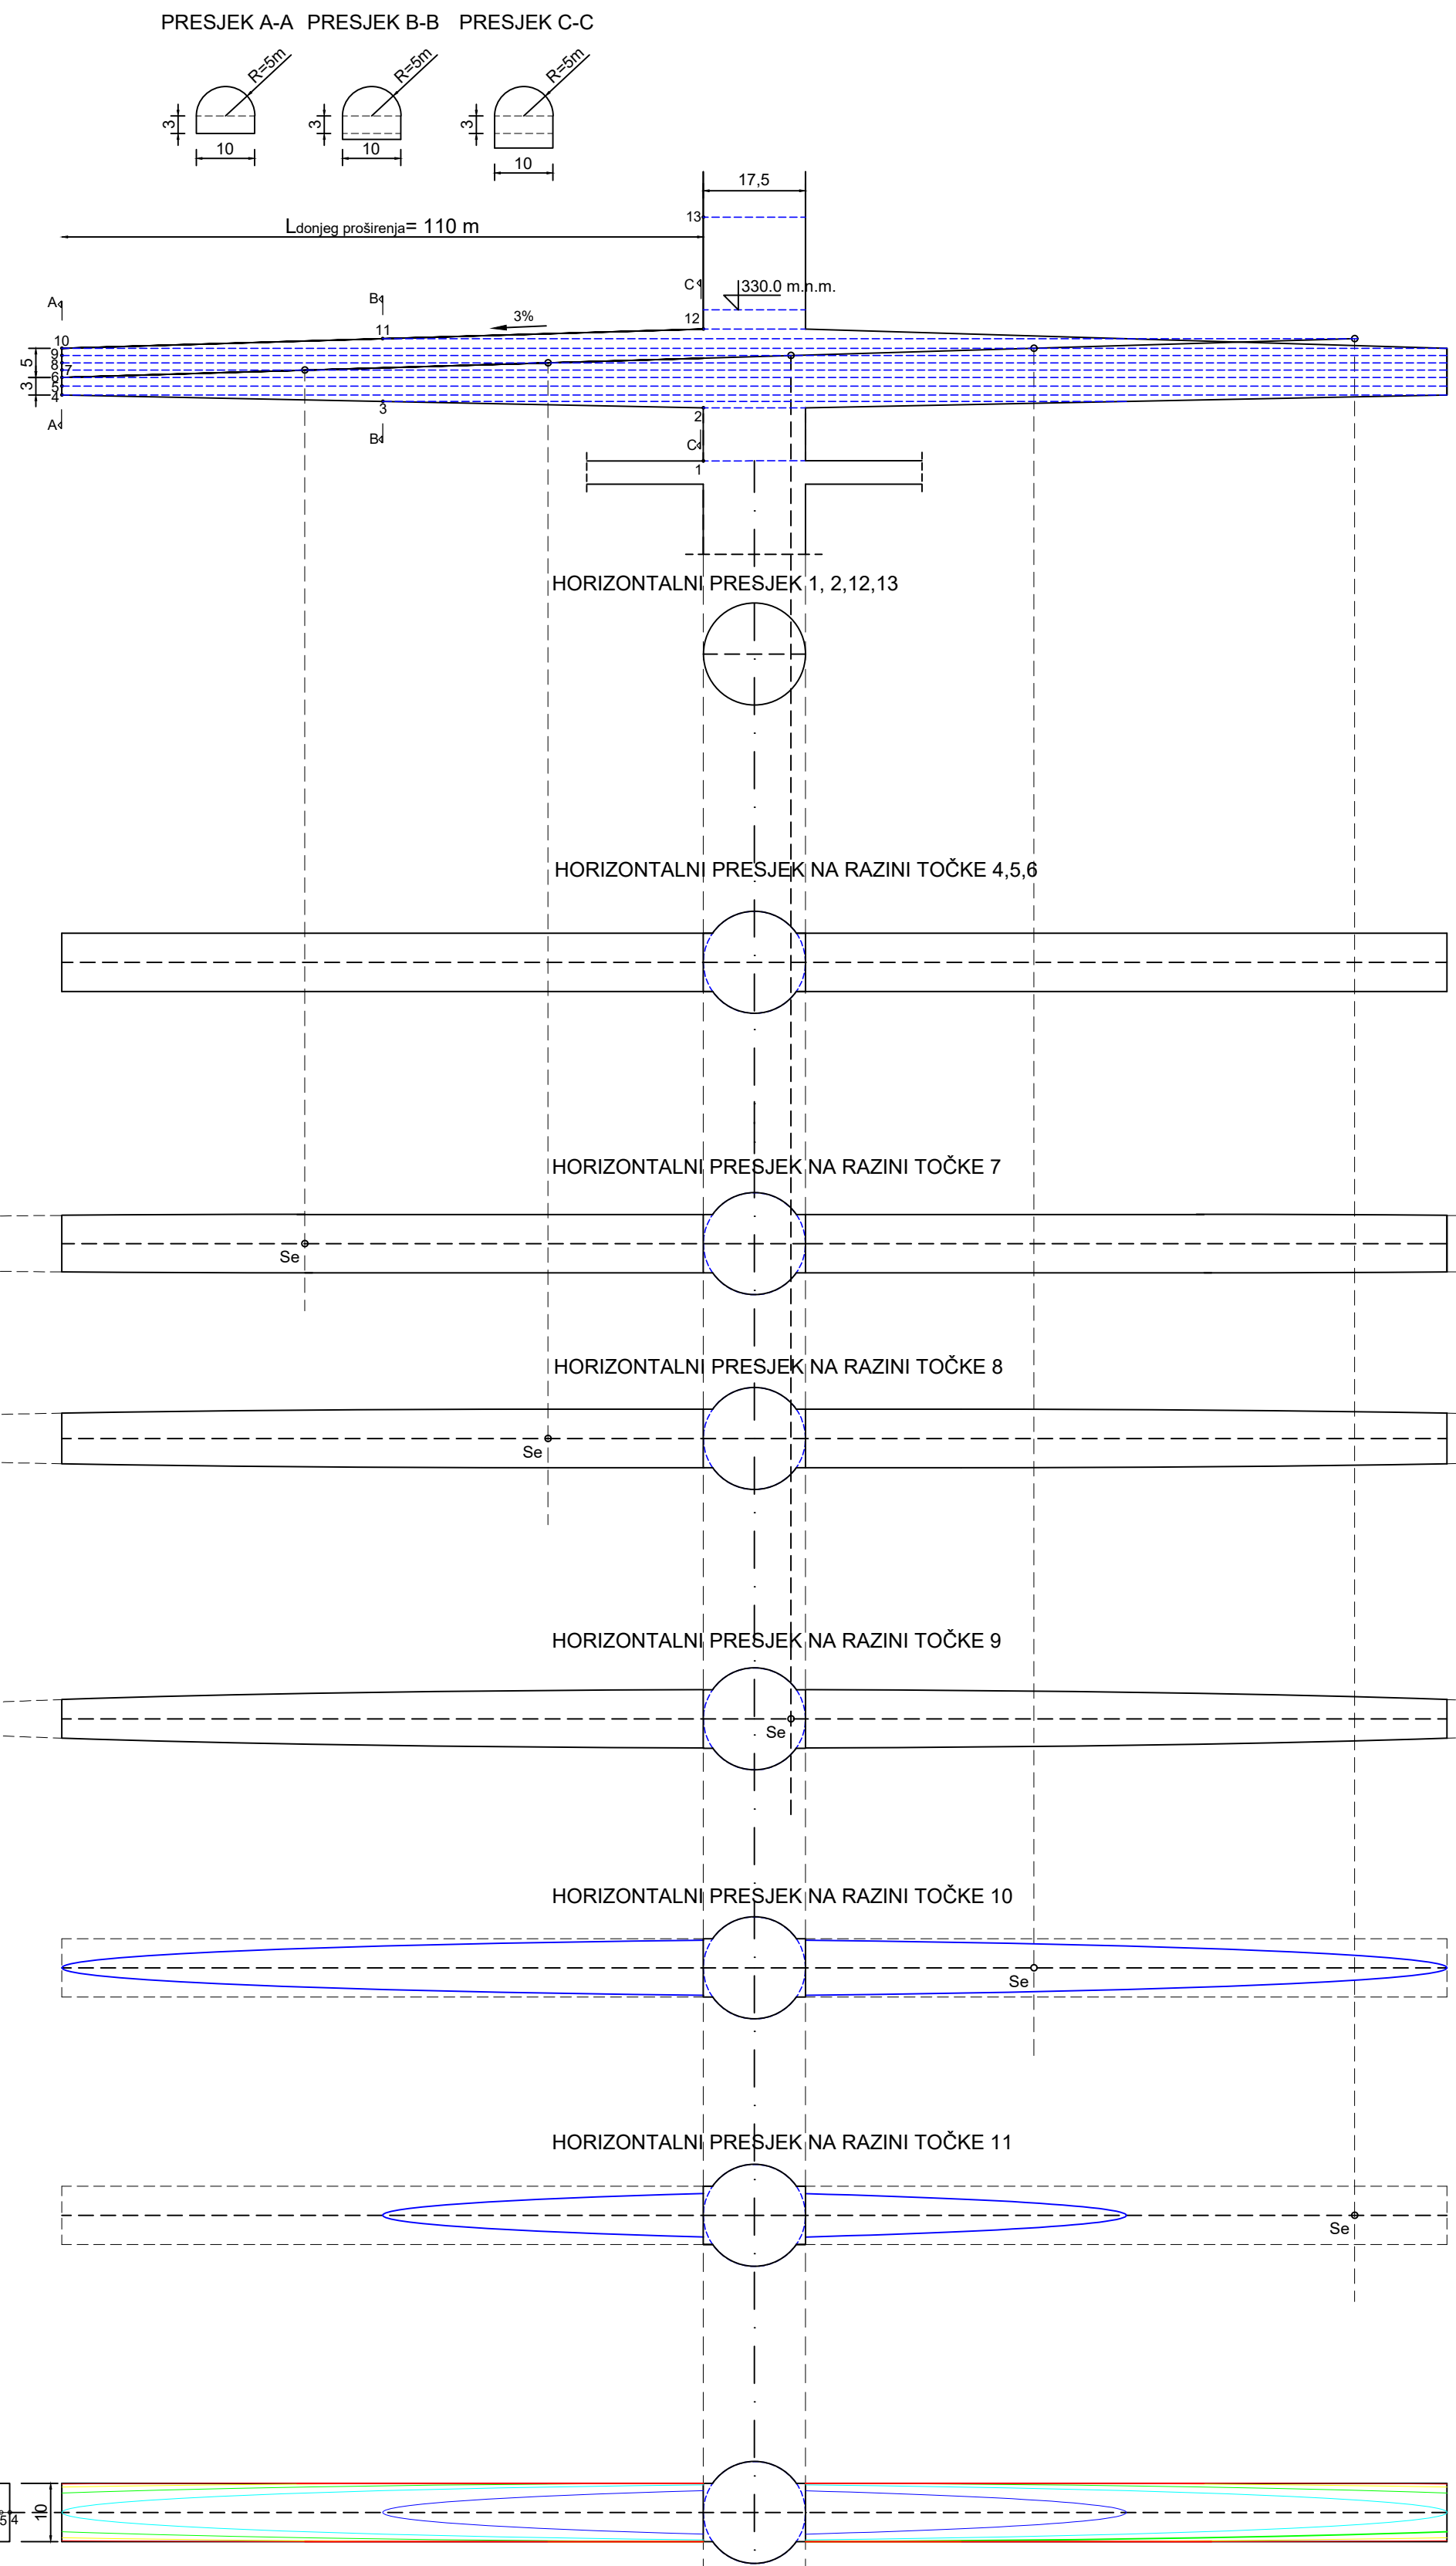 PRESJEK A-A PRESJEK B-B PRESJEK C-C
R=5m R=5m R=5m
3 3 3
10 10 10
17,5
13
Ldonjeg proširenja= 110 m
C 330.0 m.n.m.
A B
3%
12
11
10
9
8
7
6
5
4
5
3
3
2
A B C
1
HORIZONTALNI PRESJEK 1, 2,12,13
HORIZONTALNI PRESJEK NA RAZINI TOČKE 4,5,6
HORIZONTALNI PRESJEK NA RAZINI TOČKE 7
Se
HORIZONTALNI PRESJEK NA RAZINI TOČKE 8
Se
HORIZONTALNI PRESJEK NA RAZINI TOČKE 9
Se
HORIZONTALNI PRESJEK NA RAZINI TOČKE 10
Se
HORIZONTALNI PRESJEK NA RAZINI TOČKE 11
Se
10
5 4